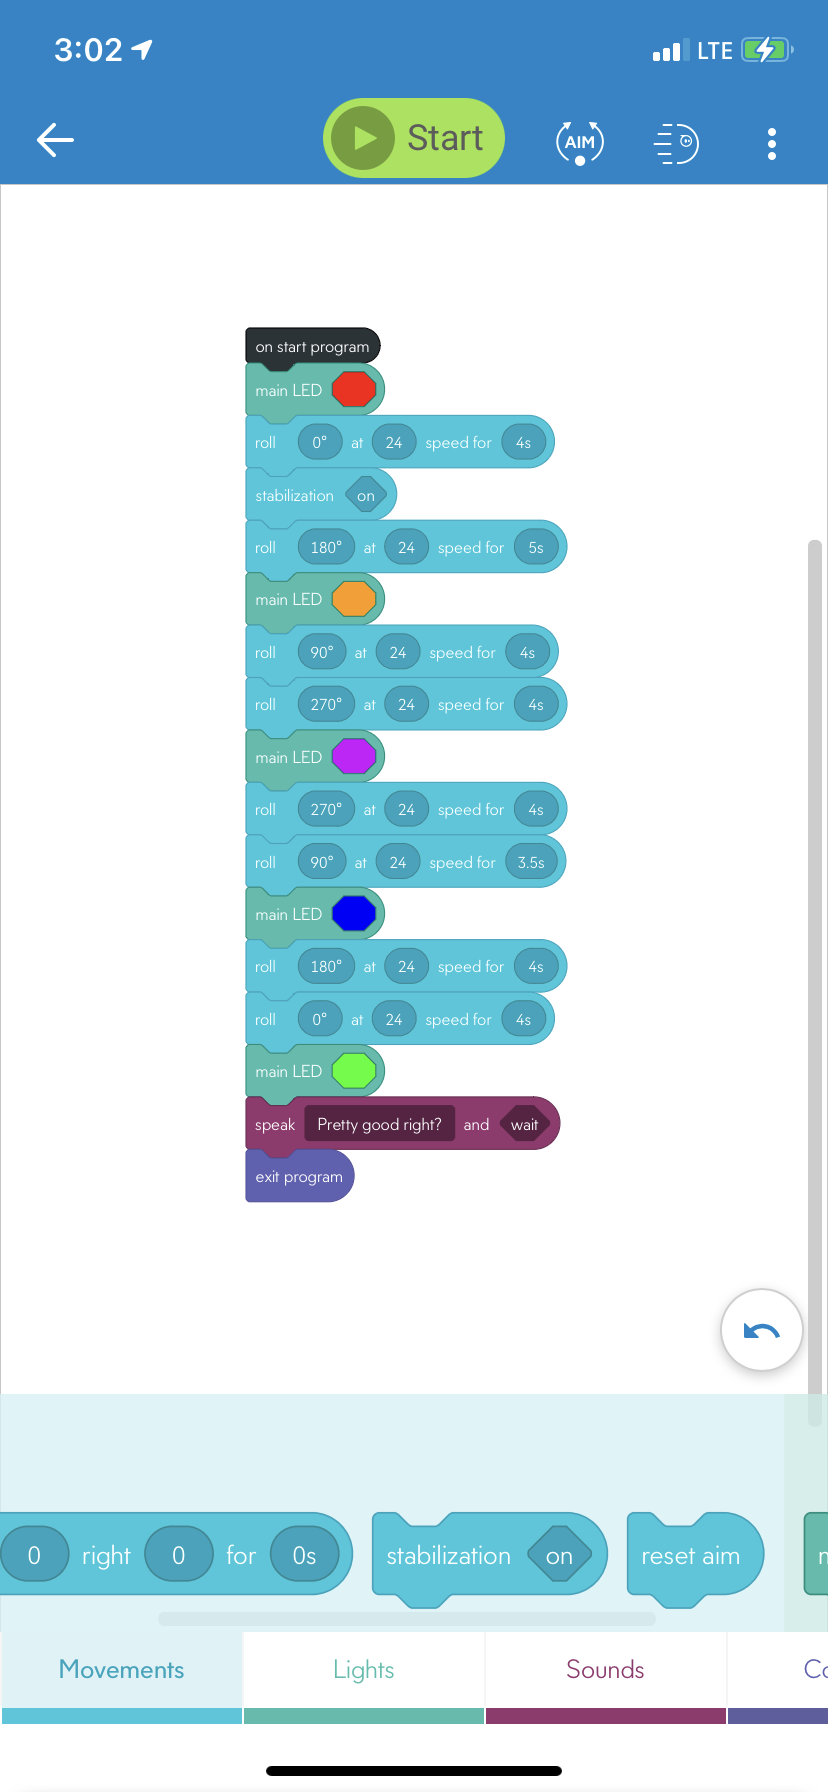 3:02 LTE
Start AIM
on start program
main LED
roll 0° at 24 speed for 4s
stabilization on
roll 180° at 24 speed for 5s
main LED
roll 90° at 24 speed for 4s
roll 270° at 24 speed for 4s
main LED
roll 270° at 24 speed for 4s
roll 90° at 24 speed for 3.5s
main LED
roll 180° at 24 speed for 4s
roll 0° at 24 speed for 4s
main LED
speak Pretty good right? and wait
exit program
0 right 0 for 0s stabilization on reset aim
Movements Lights Sounds